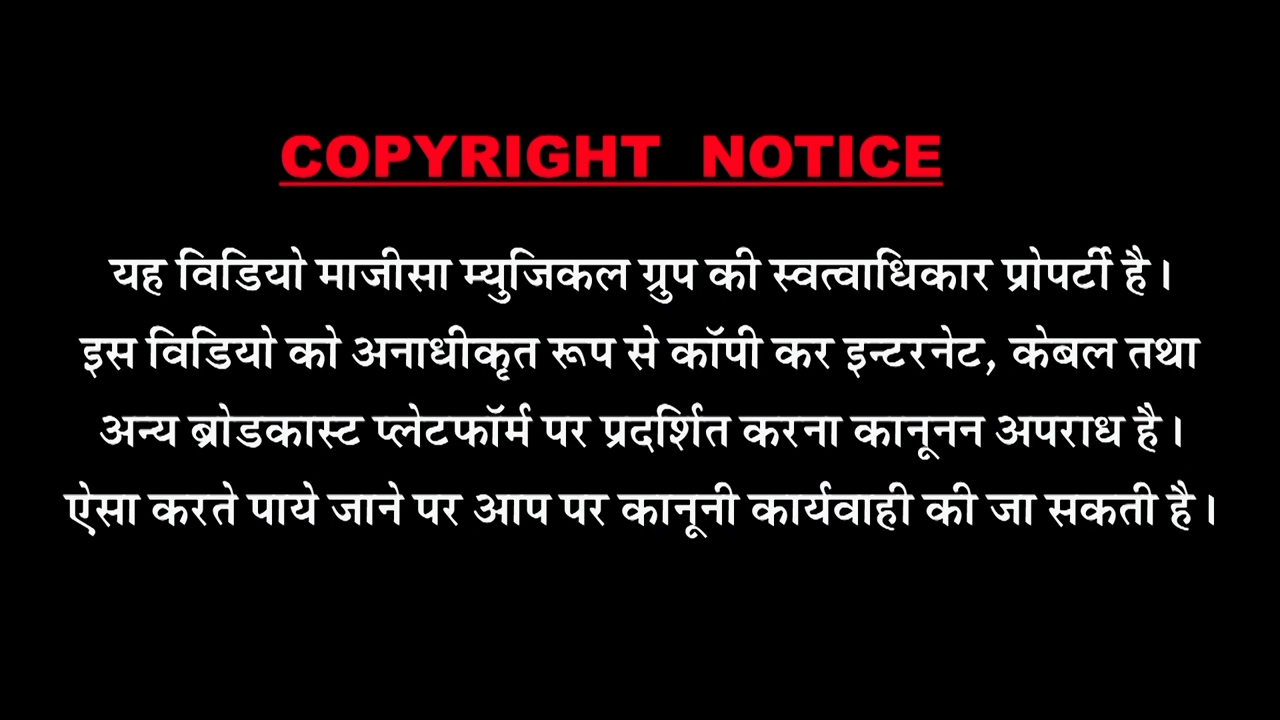 COPYRIGHT NOTICE
यह विडियो माजीसा म्युजिकल ग्रुप की स्वत्वाधिकार प्रोपर्टी है।
इस विडियो को अनाधीकृत रूप से कॉपी कर इन्टरनेट, केबल तथा
अन्य ब्रोडकास्ट प्लेटफॉर्म पर प्रदर्शित करना कानूनन अपराध है।
ऐसा करते पाये जाने पर आप पर कानूनी कार्यवाही की जा सकती है।